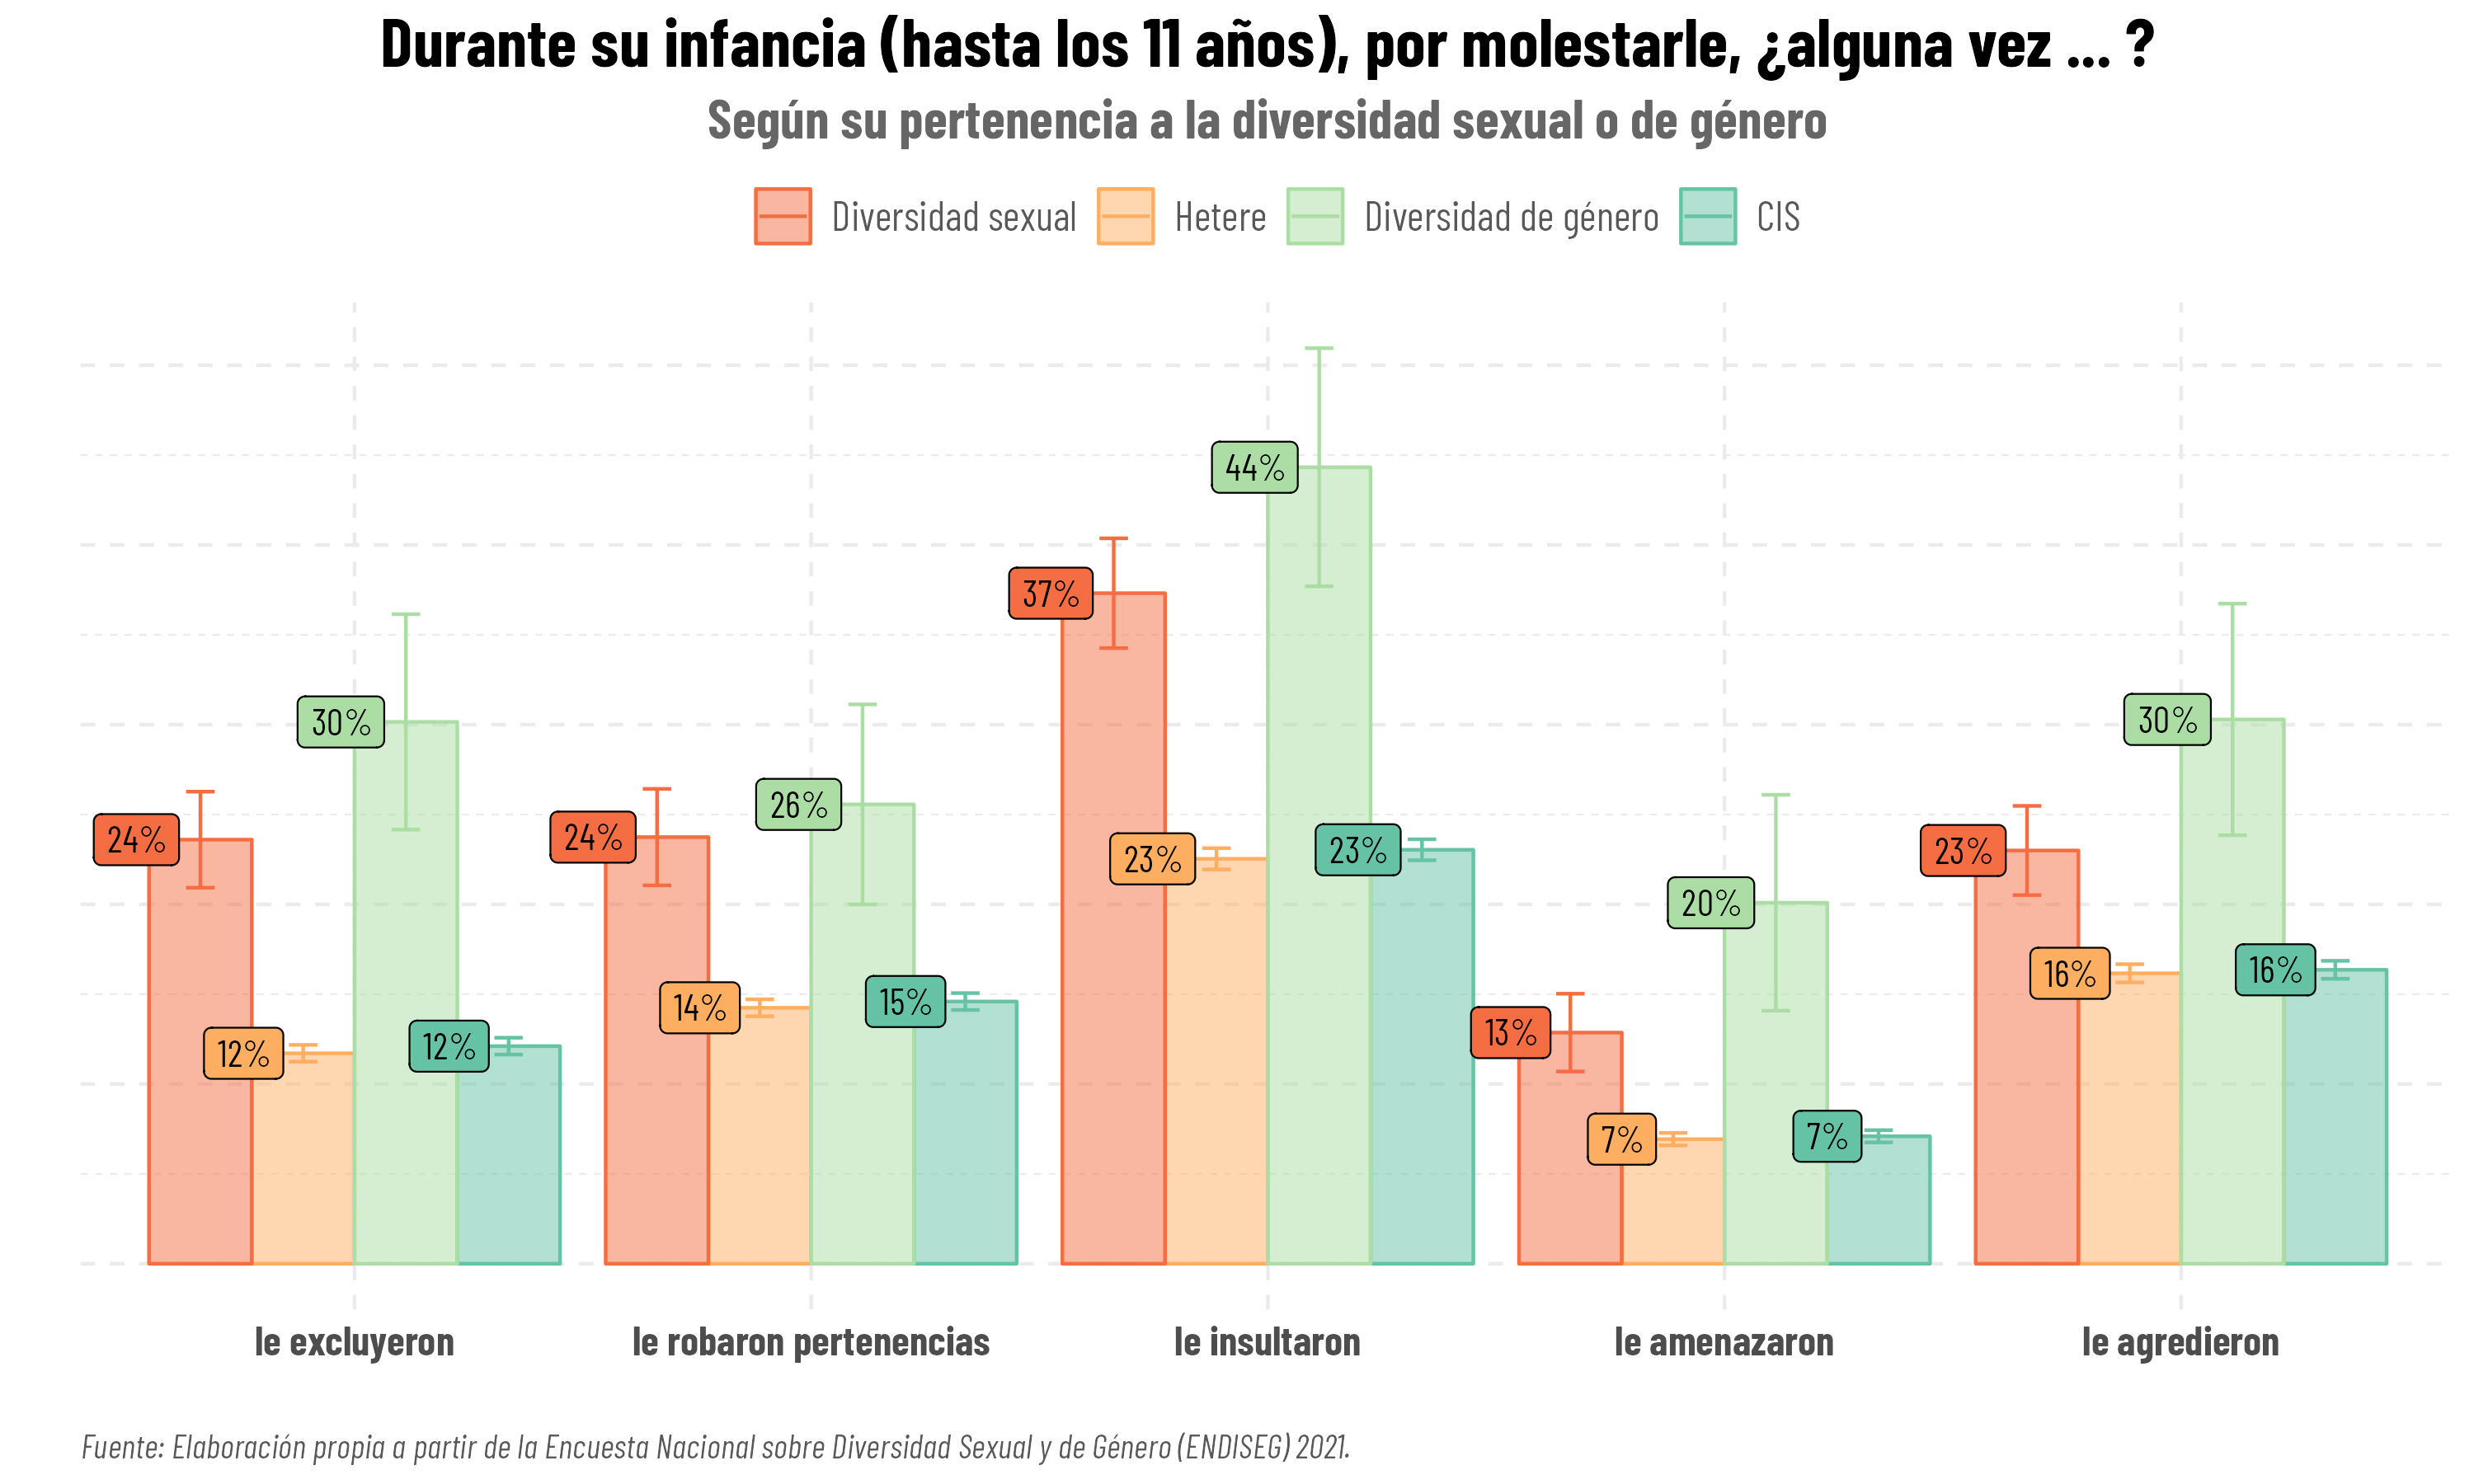 Durante su infancia (hasta los 11 años), por molestarle, ¿alguna vez ... ?
Según su pertenencia a la diversidad sexual o de género
Diversidad sexual Hetere Diversidad de género CIS
24% 12% 30% 12%
24% 14% 26% 15%
37% 23% 44% 23%
13% 7% 20% 7%
23% 16% 30% 16%
le excluyeron le robaron pertenencias le insultaron le amenazaron le agredieron
Fuente: Elaboración propia a partir de la Encuesta Nacional sobre Diversidad Sexual y de Género (ENDISEG) 2021.